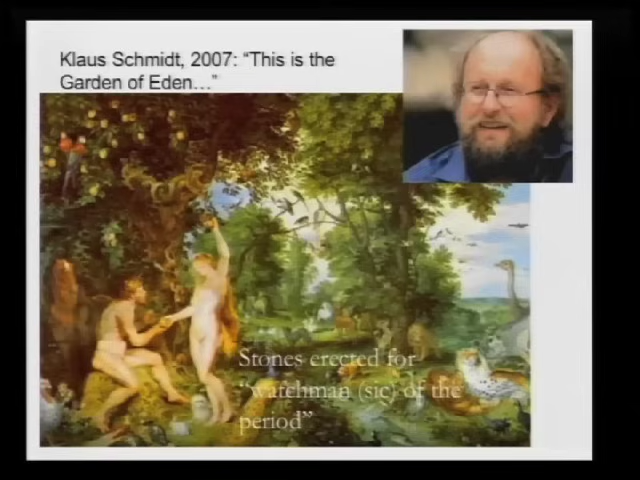 Klaus Schmidt, 2007: “This is the
Garden of Eden…”
Stones erected for
“watchman (sic) of the
period”